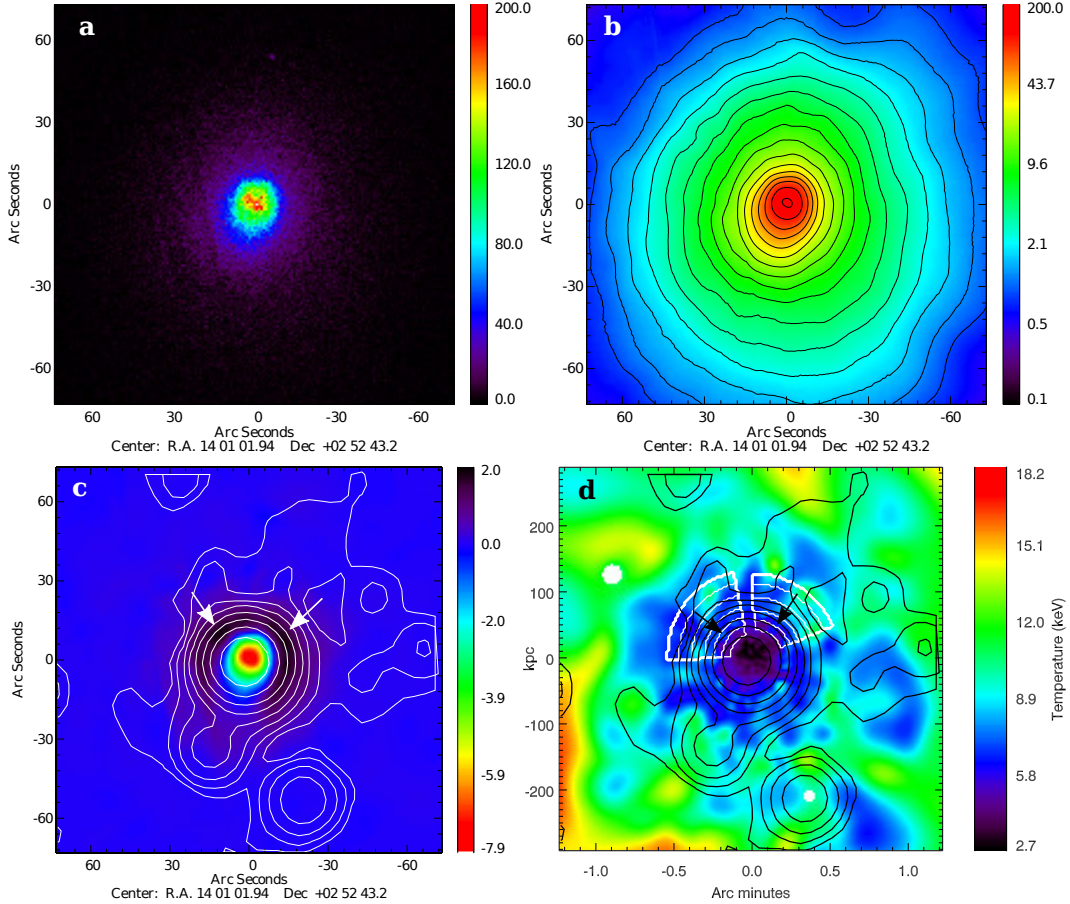 a
60
30
0
-30
-60
Arc Seconds
60 30 0 -30 -60
Arc Seconds
Center: R.A. 14 01 01.94 Dec +02 52 43.2
200.0
160.0
120.0
80.0
40.0
0.0
b
60
30
0
-30
-60
Arc Seconds
60 30 0 -30 -60
Arc Seconds
Center: R.A. 14 01 01.94 Dec +02 52 43.2
200.0
43.7
9.6
2.1
0.5
0.1
c
60
30
0
-30
-60
Arc Seconds
60 30 0 -30 -60
Arc Seconds
Center: R.A. 14 01 01.94 Dec +02 52 43.2
2.0
0.0
-2.0
-3.9
-5.9
-7.9
d
200
100
0
-100
-200
kpc
-1.0 -0.5 0.0 0.5 1.0
Arc minutes
18.2
15.1
12.0
8.9
5.8
2.7
Temperature (keV)